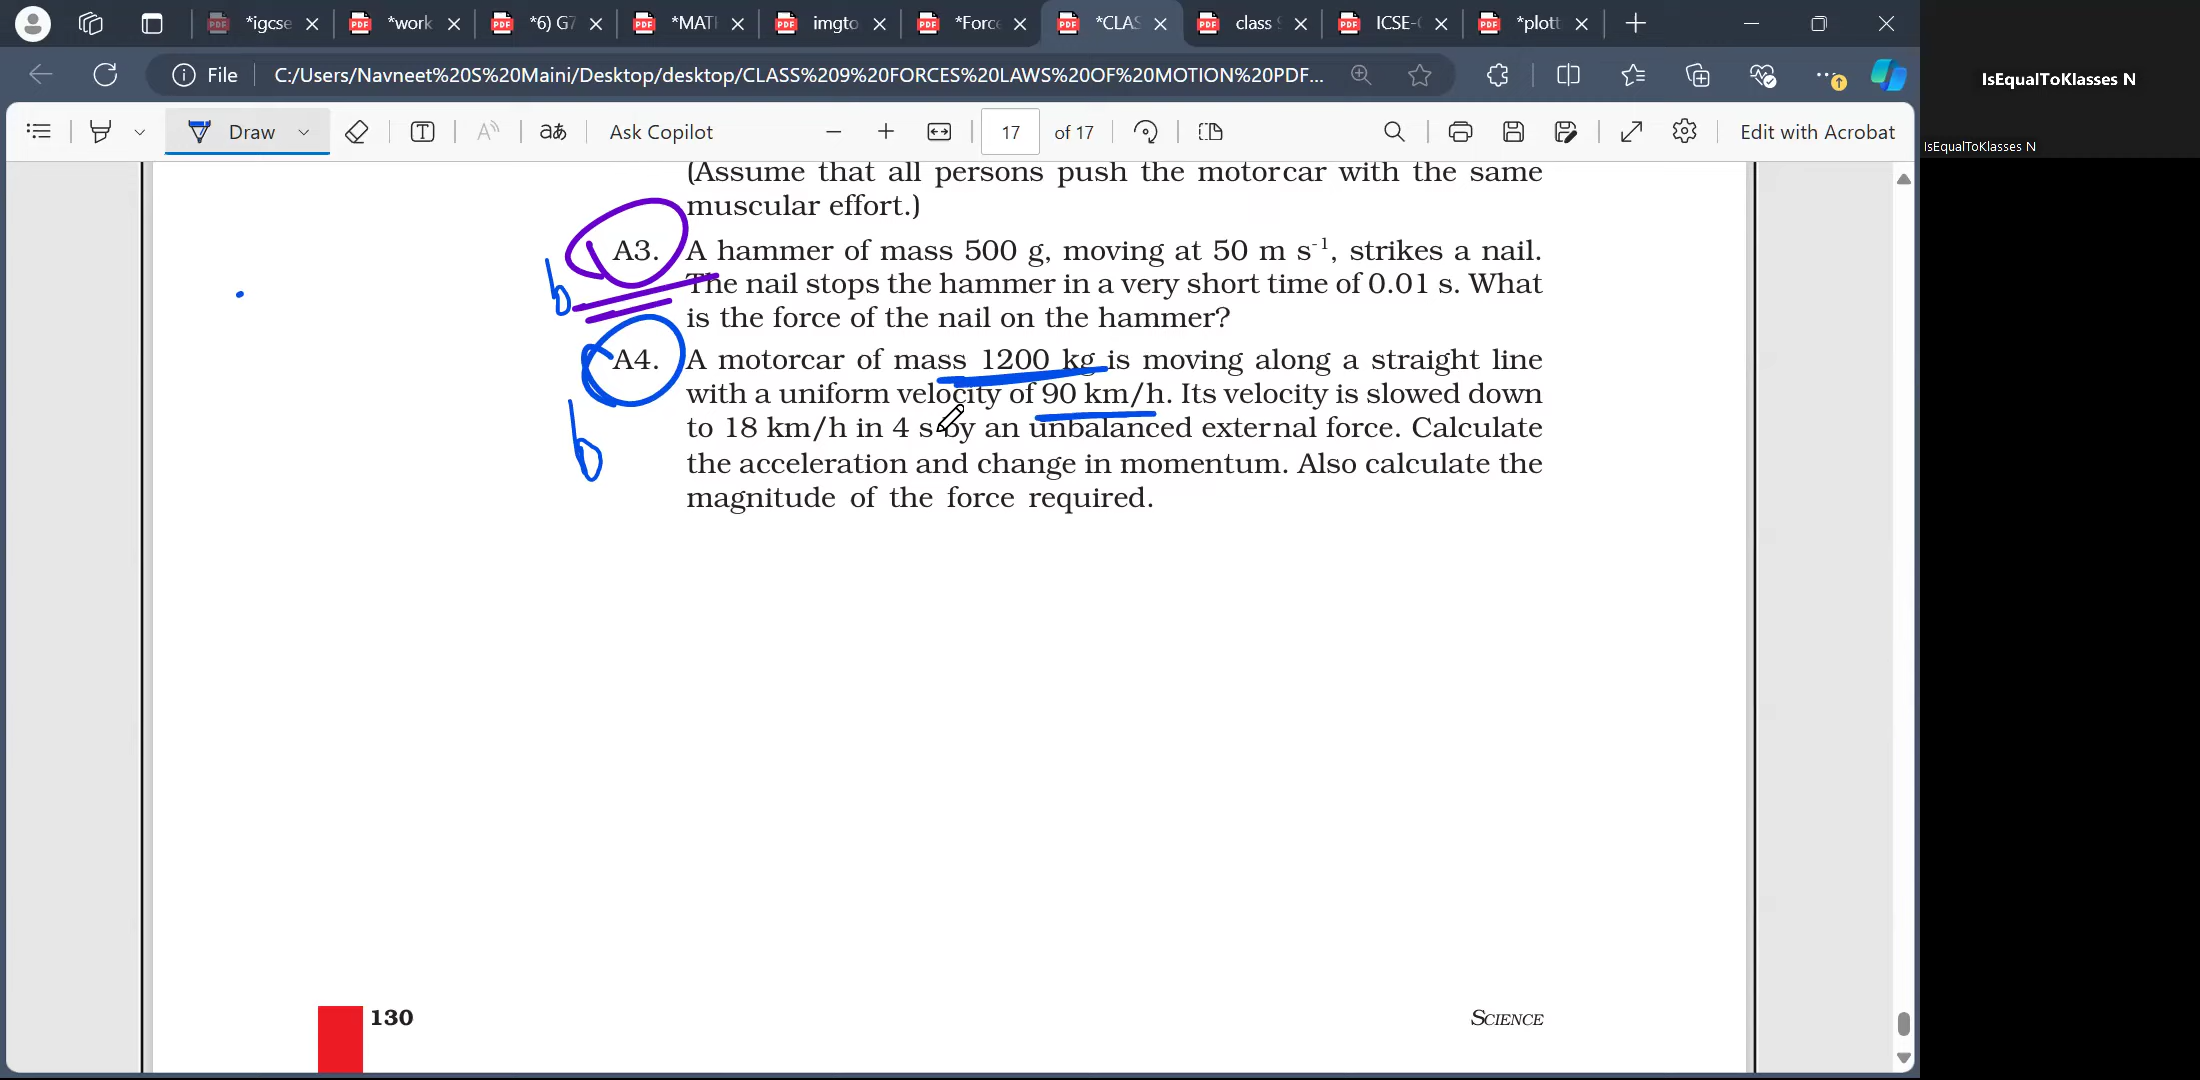 *igcse
*work
*6) G7
*MATH
imgto
*Force
*CLAS
class
ICSE-
*plott
File
C:/Users/Navneet%20S%20Maini/Desktop/desktop/CLASS%209%20FORCES%20LAWS%20OF%20MOTION%20PDF...
Draw
Ask Copilot
17
of 17
Edit with Acrobat
IsEqualToKlasses N
IsEqualToKlasses N
(Assume that all persons push the motorcar with the same
muscular effort.)
A3. A hammer of mass 500 g, moving at 50 m s⁻¹, strikes a nail.
The nail stops the hammer in a very short time of 0.01 s. What
is the force of the nail on the hammer?
A4. A motorcar of mass 1200 kg is moving along a straight line
with a uniform velocity of 90 km/h. Its velocity is slowed down
to 18 km/h in 4 s by an unbalanced external force. Calculate
the acceleration and change in momentum. Also calculate the
magnitude of the force required.
b
b
130
SCIENCE